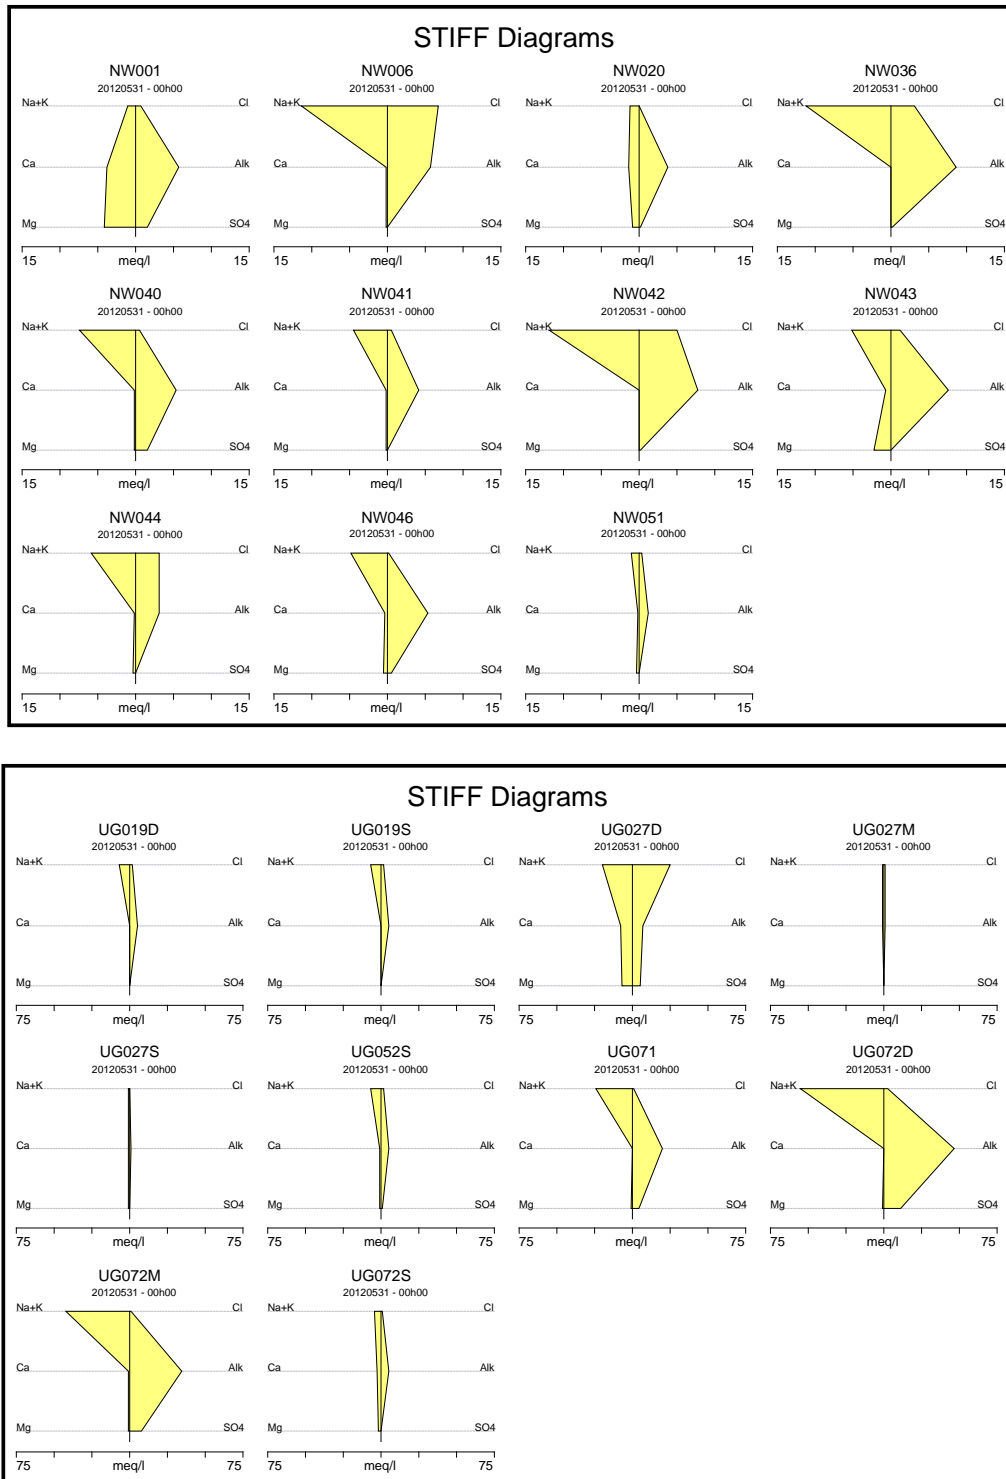 STIFF Diagrams
NW001 NW006 NW020 NW036
20120531 - 00h00 20120531 - 00h00 20120531 - 00h00 20120531 - 00h00
Na+K Cl Na+K Cl Na+K Cl Na+K Cl
Ca Alk Ca Alk Ca Alk Ca Alk
Mg SO4 Mg SO4 Mg SO4 Mg SO4
15 meq/l 15 15 meq/l 15 15 meq/l 15 15 meq/l 15
NW040 NW041 NW042 NW043
20120531 - 00h00 20120531 - 00h00 20120531 - 00h00 20120531 - 00h00
Na+K Cl Na+K Cl Na+K Cl Na+K Cl
Ca Alk Ca Alk Ca Alk Ca Alk
Mg SO4 Mg SO4 Mg SO4 Mg SO4
15 meq/l 15 15 meq/l 15 15 meq/l 15 15 meq/l 15
NW044 NW046 NW051
20120531 - 00h00 20120531 - 00h00 20120531 - 00h00
Na+K Cl Na+K Cl Na+K Cl
Ca Alk Ca Alk Ca Alk
Mg SO4 Mg SO4 Mg SO4
15 meq/l 15 15 meq/l 15 15 meq/l 15
STIFF Diagrams
UG019D UG019S UG027D UG027M
20120531 - 00h00 20120531 - 00h00 20120531 - 00h00 20120531 - 00h00
Na+K Cl Na+K Cl Na+K Cl Na+K Cl
Ca Alk Ca Alk Ca Alk Ca Alk
Mg SO4 Mg SO4 Mg SO4 Mg SO4
75 meq/l 75 75 meq/l 75 75 meq/l 75 75 meq/l 75
UG027S UG052S UG071 UG072D
20120531 - 00h00 20120531 - 00h00 20120531 - 00h00 20120531 - 00h00
Na+K Cl Na+K Cl Na+K Cl Na+K Cl
Ca Alk Ca Alk Ca Alk Ca Alk
Mg SO4 Mg SO4 Mg SO4 Mg SO4
75 meq/l 75 75 meq/l 75 75 meq/l 75 75 meq/l 75
UG072M UG072S
20120531 - 00h00 20120531 - 00h00
Na+K Cl Na+K Cl
Ca Alk Ca Alk
Mg SO4 Mg SO4
75 meq/l 75 75 meq/l 75